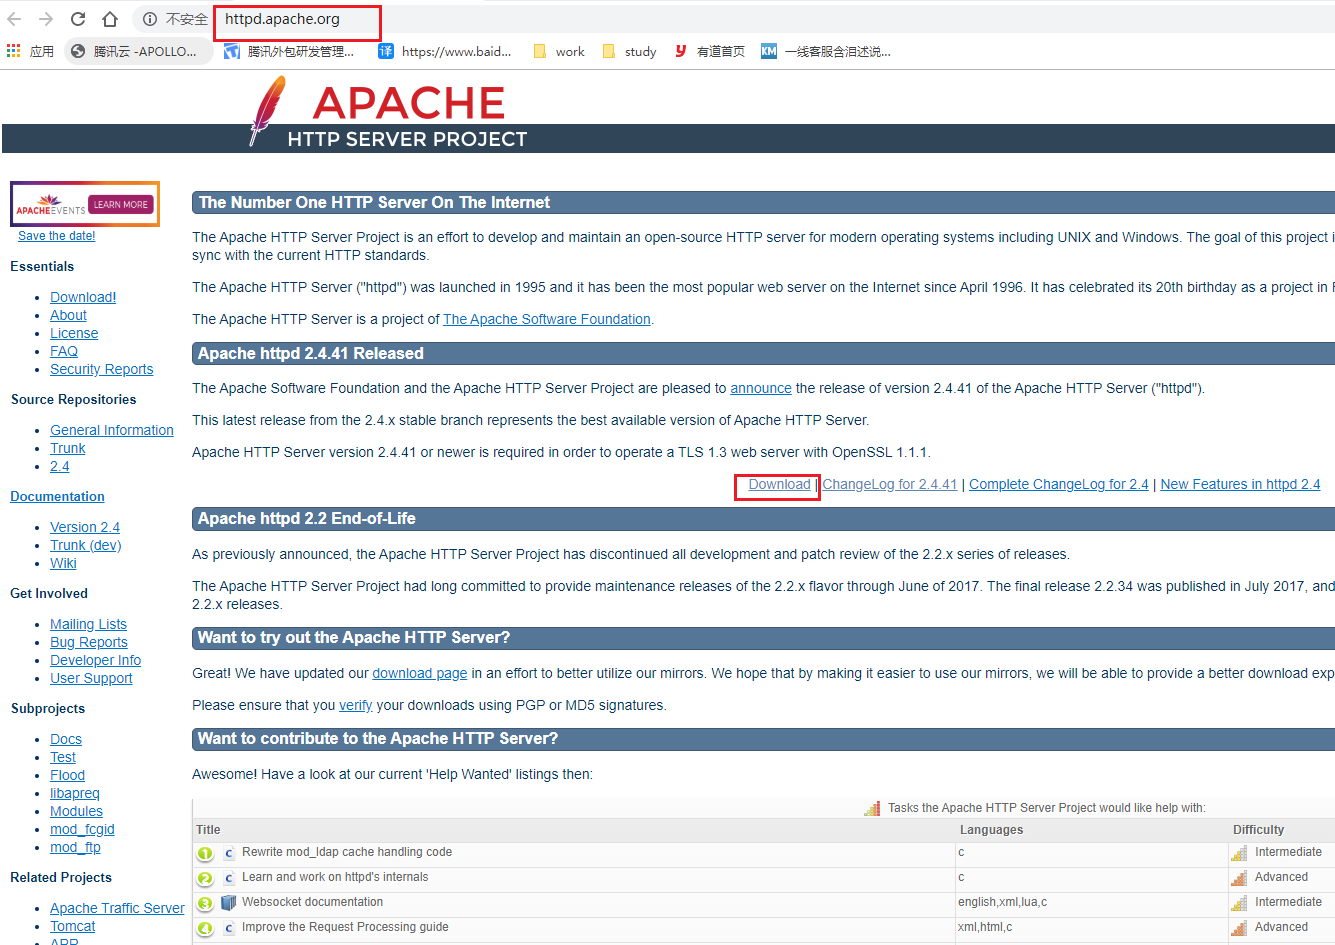 不安全 httpd.apache.org
应用 腾讯云 -APOLLO... 腾讯外包研发管理... 译 https://www.baid... work study 有道首页 KM 一线客服含泪述说...
APACHE
HTTP SERVER PROJECT
APACHEEVENTS LEARN MORE
Save the date!
Essentials
Download!
About
License
FAQ
Security Reports
Source Repositories
General Information
Trunk
2.4
Documentation
Version 2.4
Trunk (dev)
Wiki
Get Involved
Mailing Lists
Bug Reports
Developer Info
User Support
Subprojects
Docs
Test
Flood
libapreq
Modules
mod_fcgid
mod_ftp
Related Projects
Apache Traffic Server
Tomcat
APR
The Number One HTTP Server On The Internet
The Apache HTTP Server Project is an effort to develop and maintain an open-source HTTP server for modern operating systems including UNIX and Windows. The goal of this project i
sync with the current HTTP standards.
The Apache HTTP Server ("httpd") was launched in 1995 and it has been the most popular web server on the Internet since April 1996. It has celebrated its 20th birthday as a project in F
The Apache HTTP Server is a project of The Apache Software Foundation.
Apache httpd 2.4.41 Released
The Apache Software Foundation and the Apache HTTP Server Project are pleased to announce the release of version 2.4.41 of the Apache HTTP Server ("httpd").
This latest release from the 2.4.x stable branch represents the best available version of Apache HTTP Server.
Apache HTTP Server version 2.4.41 or newer is required in order to operate a TLS 1.3 web server with OpenSSL 1.1.1.
Download | ChangeLog for 2.4.41 | Complete ChangeLog for 2.4 | New Features in httpd 2.4
Apache httpd 2.2 End-of-Life
As previously announced, the Apache HTTP Server Project has discontinued all development and patch review of the 2.2.x series of releases.
The Apache HTTP Server Project had long committed to provide maintenance releases of the 2.2.x flavor through June of 2017. The final release 2.2.34 was published in July 2017, and
2.2.x releases.
Want to try out the Apache HTTP Server?
Great! We have updated our download page in an effort to better utilize our mirrors. We hope that by making it easier to use our mirrors, we will be able to provide a better download exp
Please ensure that you verify your downloads using PGP or MD5 signatures.
Want to contribute to the Apache HTTP Server?
Awesome! Have a look at our current 'Help Wanted' listings then:
Tasks the Apache HTTP Server Project would like help with:
Title Languages Difficulty
1 C Rewrite mod_ldap cache handling code c Intermediate
2 C Learn and work on httpd's internals c Advanced
3 Websocket documentation english,xml,lua,c Intermediate
4 C Improve the Request Processing guide xml,html,c Advanced